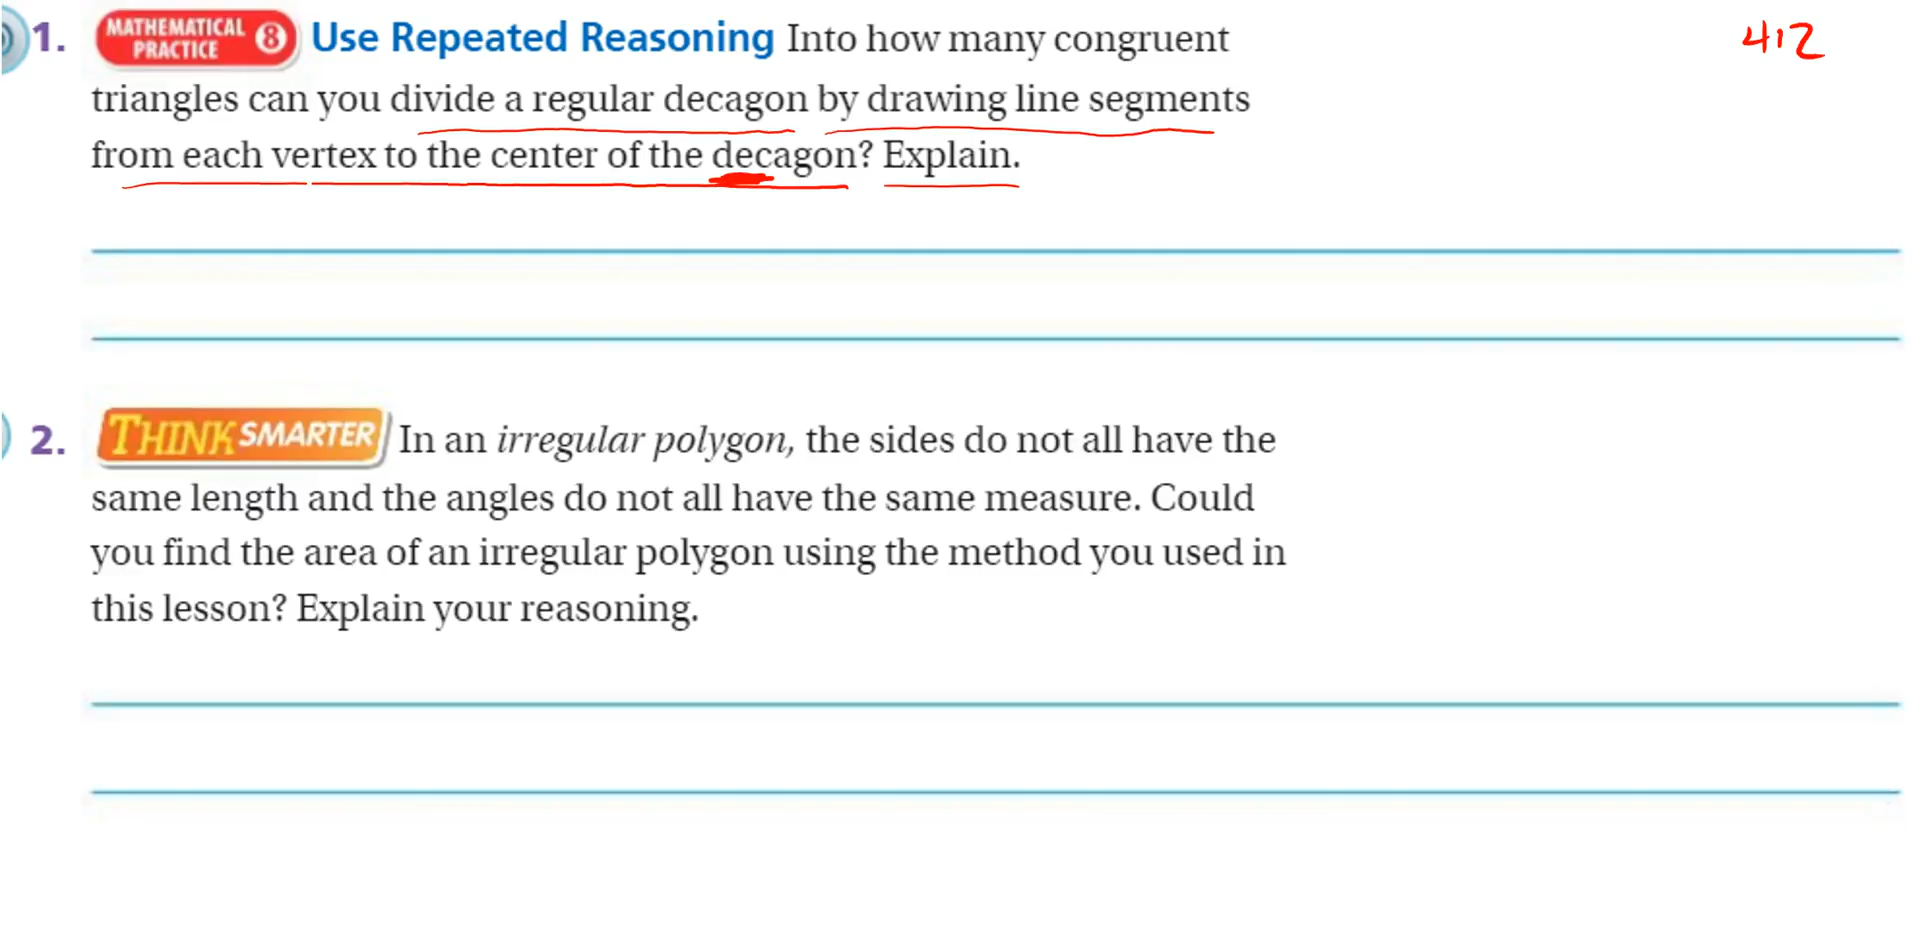 1. MATHEMATICAL PRACTICE 8 Use Repeated Reasoning Into how many congruent
412
triangles can you divide a regular decagon by drawing line segments
from each vertex to the center of the decagon? Explain.
2. THINK SMARTER In an irregular polygon, the sides do not all have the
same length and the angles do not all have the same measure. Could
you find the area of an irregular polygon using the method you used in
this lesson? Explain your reasoning.